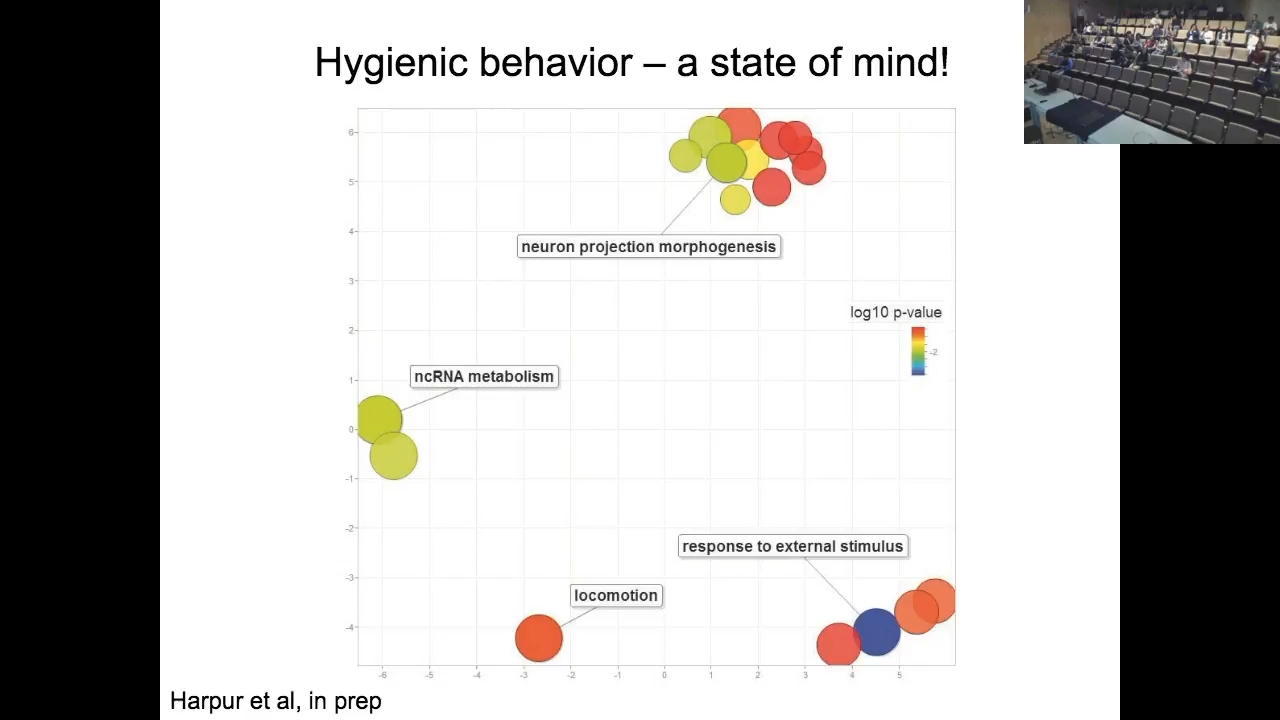 Hygienic behavior – a state of mind!
6
5
4
3
2
1
0
-1
-2
-3
-4
neuron projection morphogenesis
log10 p-value
-2
ncRNA metabolism
response to external stimulus
locomotion
-6 -5 -4 -3 -2 -1 0 1 2 3 4 5
Harpur et al, in prep